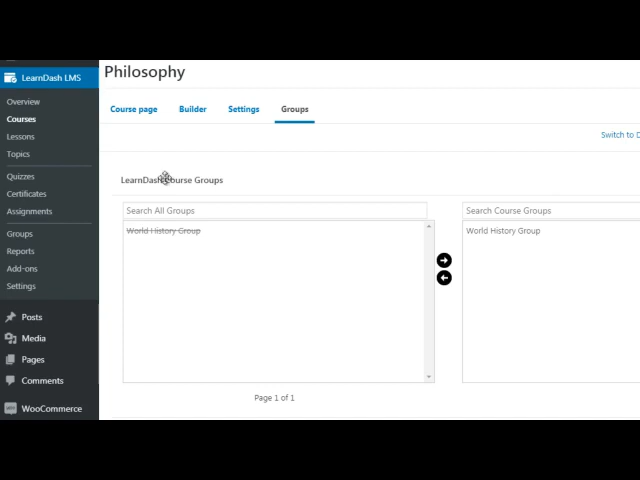 LearnDash LMS
Overview
Courses
Lessons
Topics
Quizzes
Certificates
Assignments
Groups
Reports
Add-ons
Settings
Posts
Media
Pages
Comments
WooCommerce
Philosophy
Course page Builder Settings Groups
Switch to D
LearnDash Course Groups
Search All Groups
World History Group
Page 1 of 1
Search Course Groups
World History Group